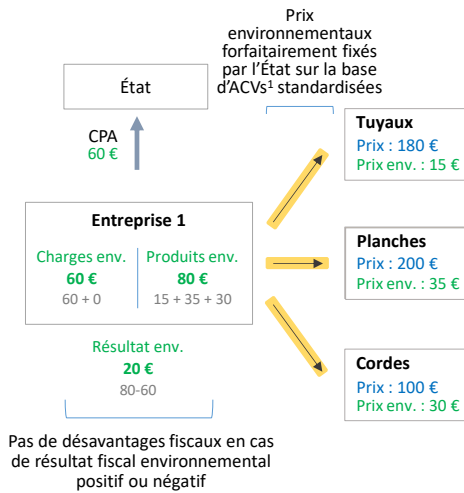 Prix
environnementaux
forfaitairement fixés
par l'État sur la base
d'ACVs¹ standardisées
État
CPA
60 €
Tuyaux
Prix : 180 €
Prix env. : 15 €
Entreprise 1
Charges env.
60 €
60 + 0
Produits env.
80 €
15 + 35 + 30
Planches
Prix : 200 €
Prix env. : 35 €
Résultat env.
20 €
80-60
Cordes
Prix : 100 €
Prix env. : 30 €
Pas de désavantages fiscaux en cas
de résultat fiscal environnemental
positif ou négatif